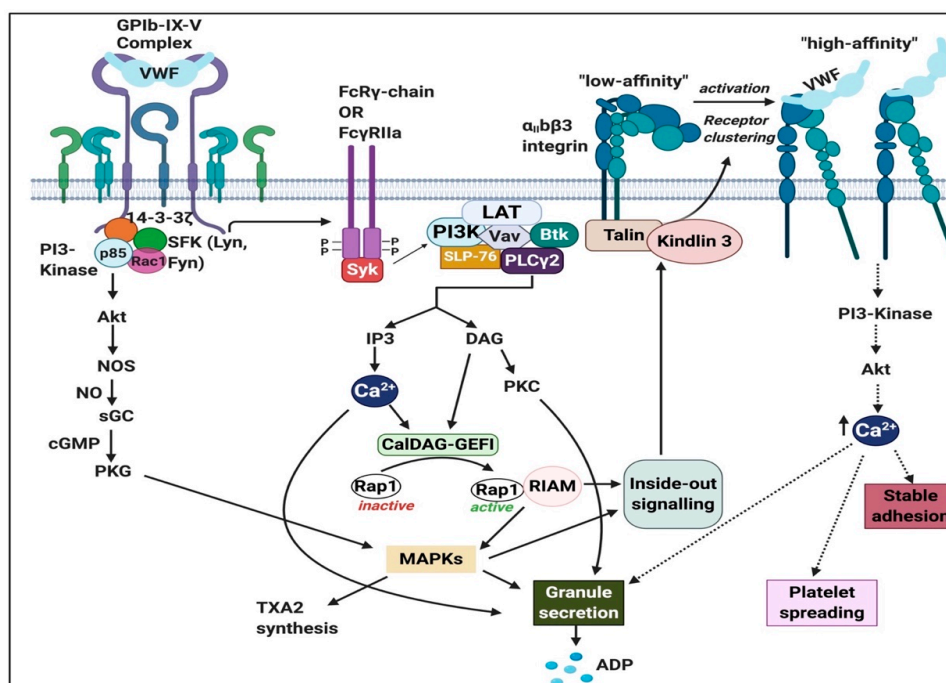 GPIb-IX-V
Complex
VWF
FcRγ-chain
OR
FcγRIIa
"low-affinity"
αIIbβ3
integrin
activation
Receptor
clustering
"high-affinity"
VWF
14-3-3ζ
PI3-
Kinase
p85
Rac1
SFK (Lyn,
Fyn)
P
P
P
P
Syk
LAT
PI3K
Vav
Btk
SLP-76
PLCγ2
Talin
Kindlin 3
Akt
NOS
NO
sGC
cGMP
PKG
IP3
DAG
PKC
Ca²⁺
CalDAG-GEFI
Rap1
inactive
Rap1
active
RIAM
Inside-out
signalling
MAPKs
TXA2
synthesis
Granule
secretion
ADP
PI3-Kinase
Akt
Ca²⁺
Stable
adhesion
Platelet
spreading